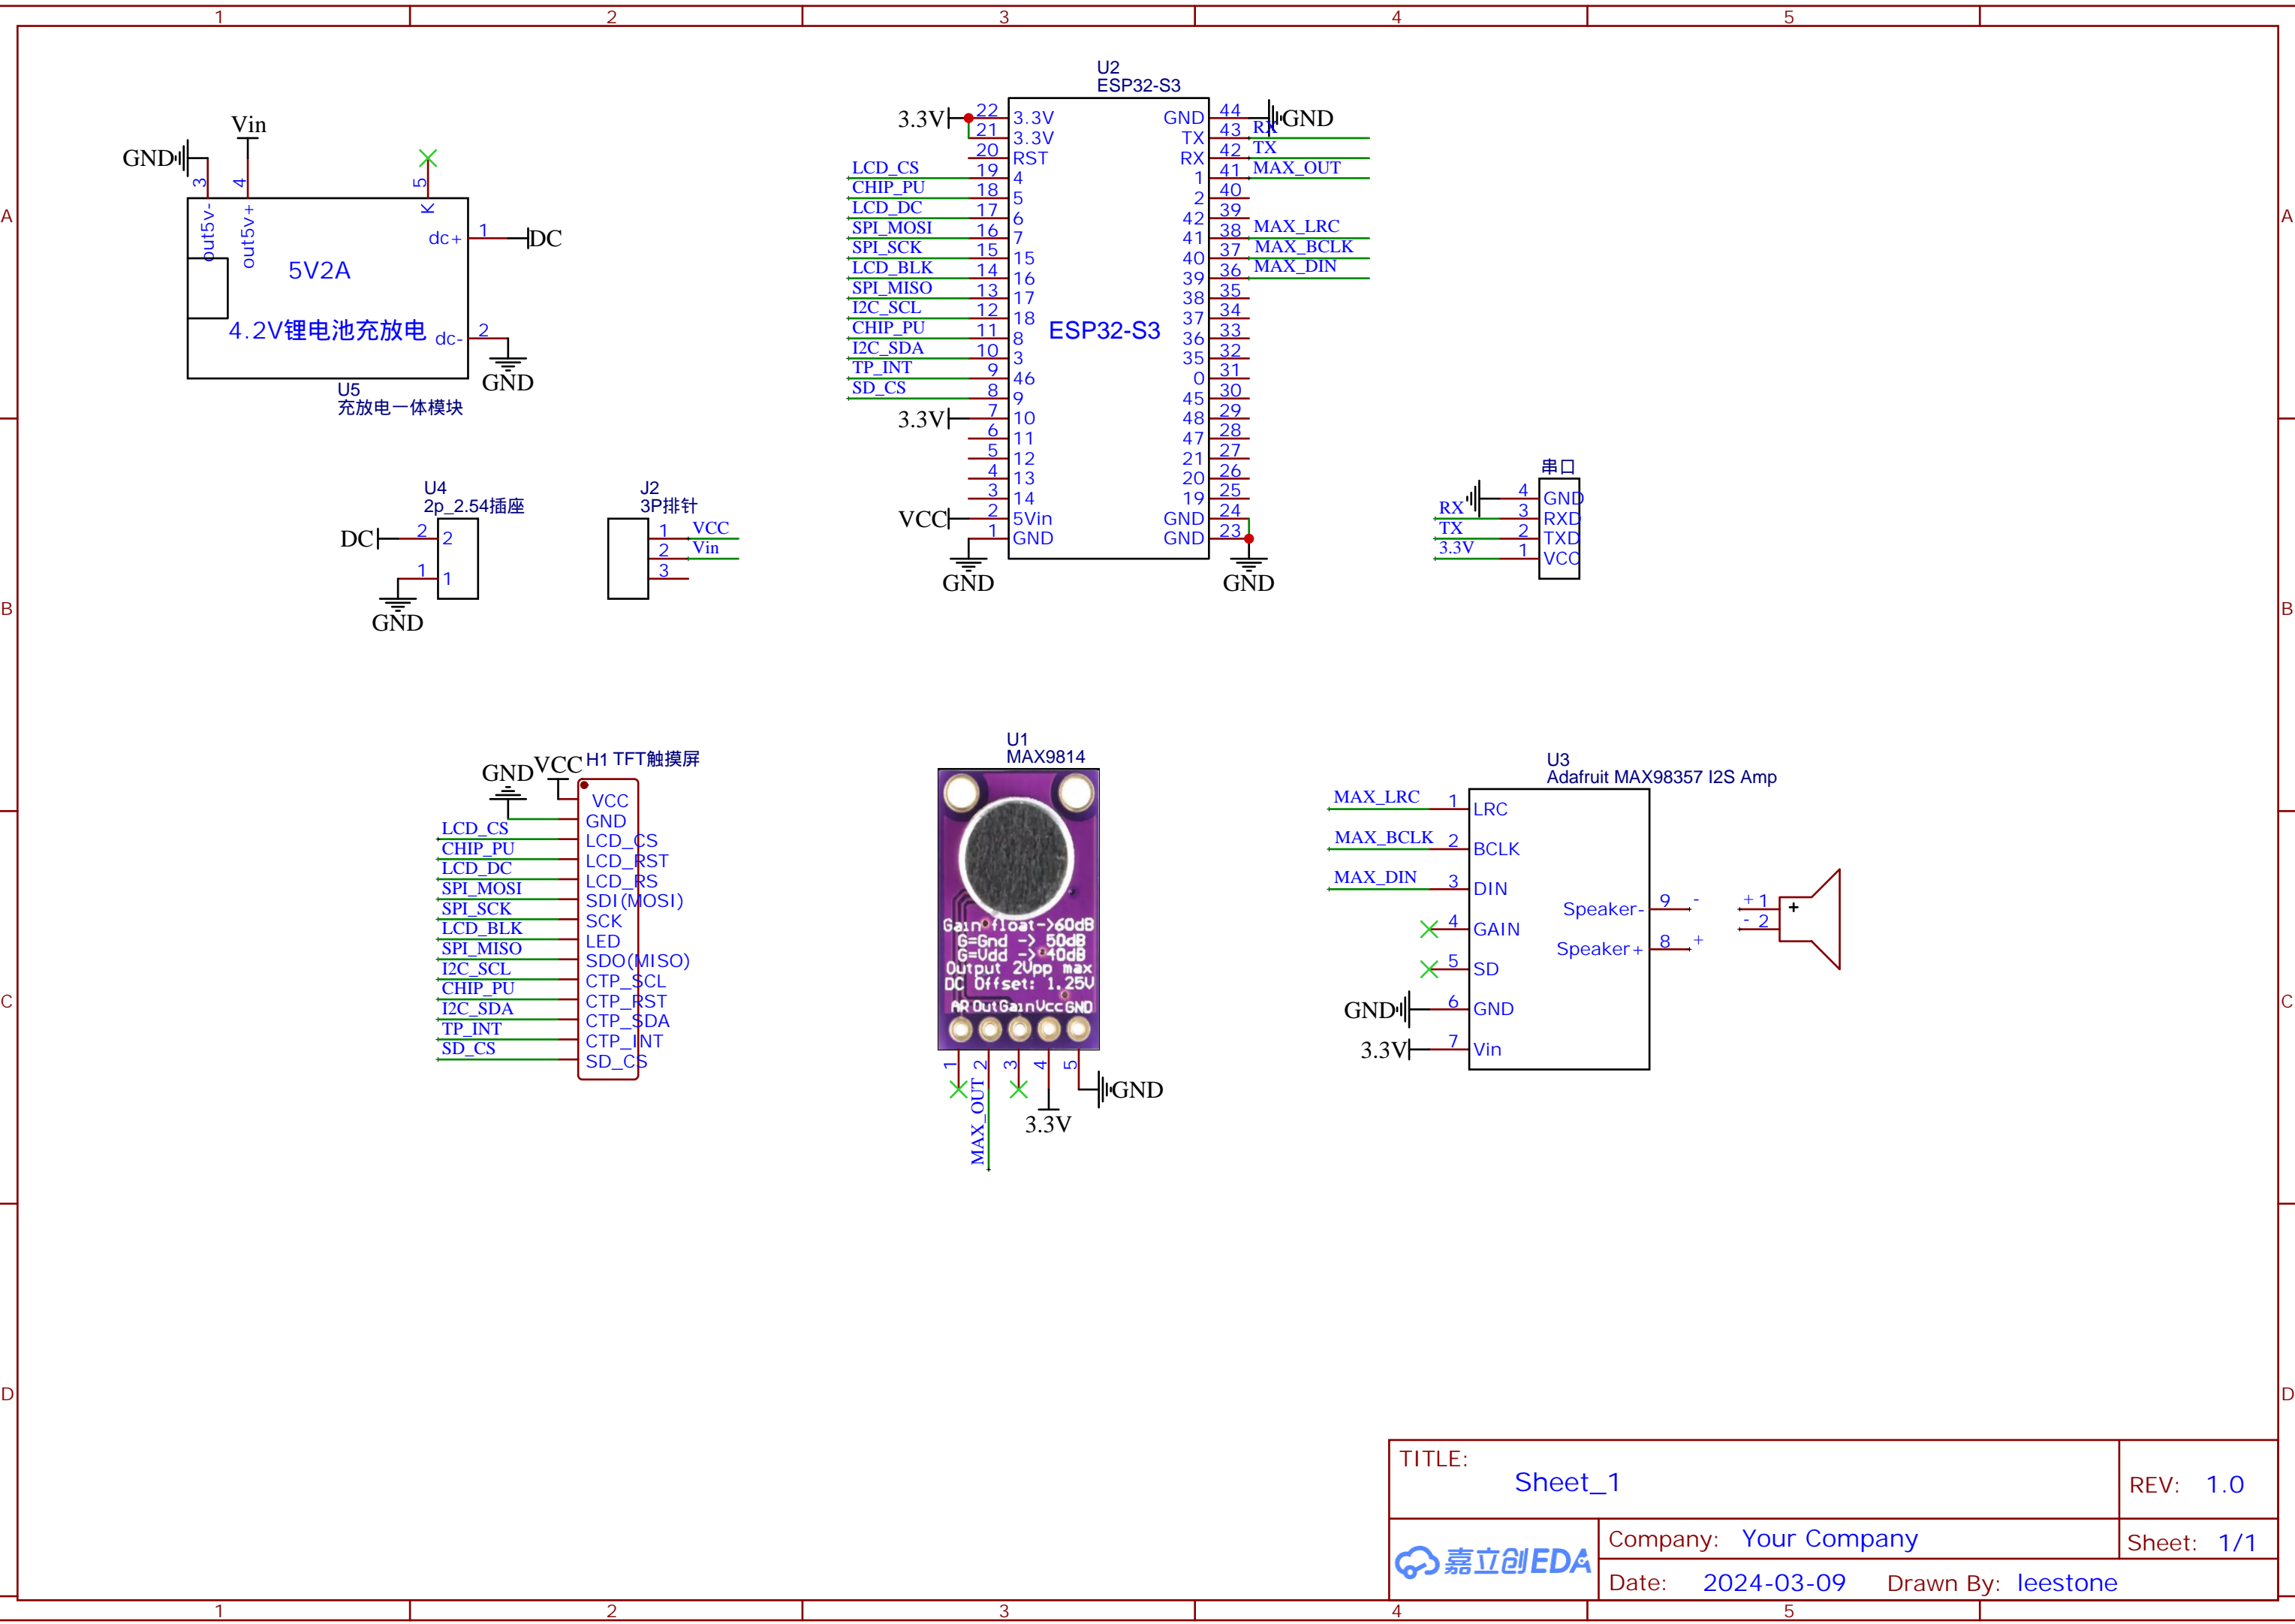 1 2 3 4 5
A
B
C
D
A
B
C
D
Vin
GND
3
4
5
out5v-
out5v+
K
dc+ 1 DC
5V2A
4.2V锂电池充放电
dc- 2
GND
U5
充放电一体模块
U2
ESP32-S3
ESP32-S3
3.3V 22 3.3V
21 3.3V
20 RST
LCD_CS 19 4
CHIP_PU 18 5
LCD_DC 17 6
SPI_MOSI 16 7
SPI_SCK 15 15
LCD_BLK 14 16
SPI_MISO 13 17
I2C_SCL 12 18
CHIP_PU 11 8
I2C_SDA 10 3
TP_INT 9 46
SD_CS 8 9
3.3V 7 10
6 11
5 12
4 13
3 14
VCC 2 5Vin
1 GND
GND
GND 44 GND
TX 43 RX
RX 42 TX
1 41 MAX_OUT
2 40
42 39
41 38 MAX_LRC
40 37 MAX_BCLK
39 36 MAX_DIN
38 35
37 34
36 33
35 32
0 31
45 30
48 29
47 28
21 27
20 26
19 25
GND 24
GND 23
GND
U4
2p_2.54插座
DC 2 2
1 1
GND
J2
3P排针
1 VCC
2 Vin
3
串口
4 GND
RX 3 RXD
TX 2 TXD
3.3V 1 VCC
H1 TFT触摸屏
GND VCC
VCC
GND
LCD_CS LCD_CS
CHIP_PU LCD_RST
LCD_DC LCD_RS
SPI_MOSI SDI(MOSI)
SPI_SCK SCK
LCD_BLK LED
SPI_MISO SDO(MISO)
I2C_SCL CTP_SCL
CHIP_PU CTP_RST
I2C_SDA CTP_SDA
TP_INT CTP_INT
SD_CS SD_CS
U1
MAX9814
Gain float->60dB
G=Gnd -> 50dB
G=Vdd -> 40dB
Output 2Vpp max
DC Offset: 1.25V
AR Out Gain Vcc GND
1 2 3 4 5
MAX_OUT
3.3V
GND
U3
Adafruit MAX98357 I2S Amp
MAX_LRC 1 LRC
MAX_BCLK 2 BCLK
MAX_DIN 3 DIN
4 GAIN
5 SD
GND 6 GND
3.3V 7 Vin
Speaker- 9 -
Speaker+ 8 +
+ 1 +
- 2
TITLE:
Sheet_1
REV: 1.0
嘉立创EDA
Company: Your Company
Sheet: 1/1
Date: 2024-03-09 Drawn By: leestone
1 2 3 4 5